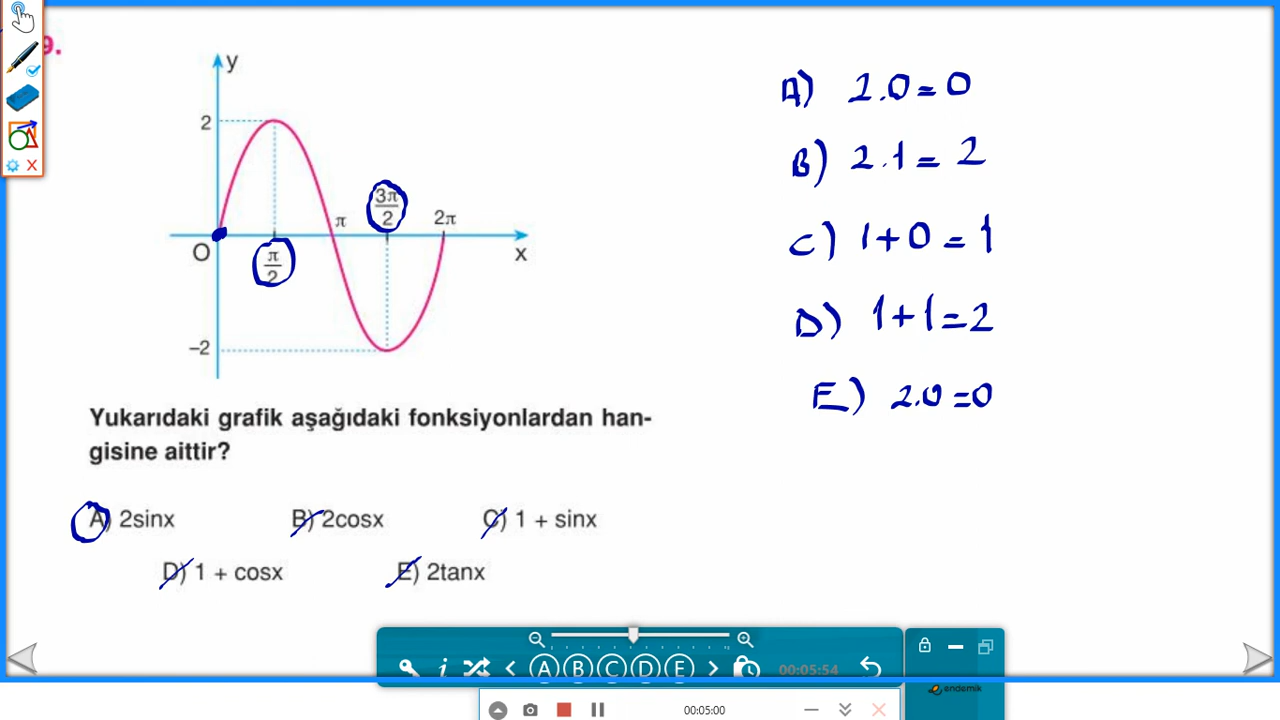 9.
y
2
3π/2
π
2π
O
π/2
x
-2
Yukarıdaki grafik aşağıdaki fonksiyonlardan han-
gisine aittir?
A) 2sinx B) 2cosx C) 1 + sinx
D) 1 + cosx E) 2tanx
A) 2.0=0
B) 2.1=2
C) 1+0=1
D) 1+1=2
E) 2.0=0
A B C D E 00:05:54
endemik
00:05:00